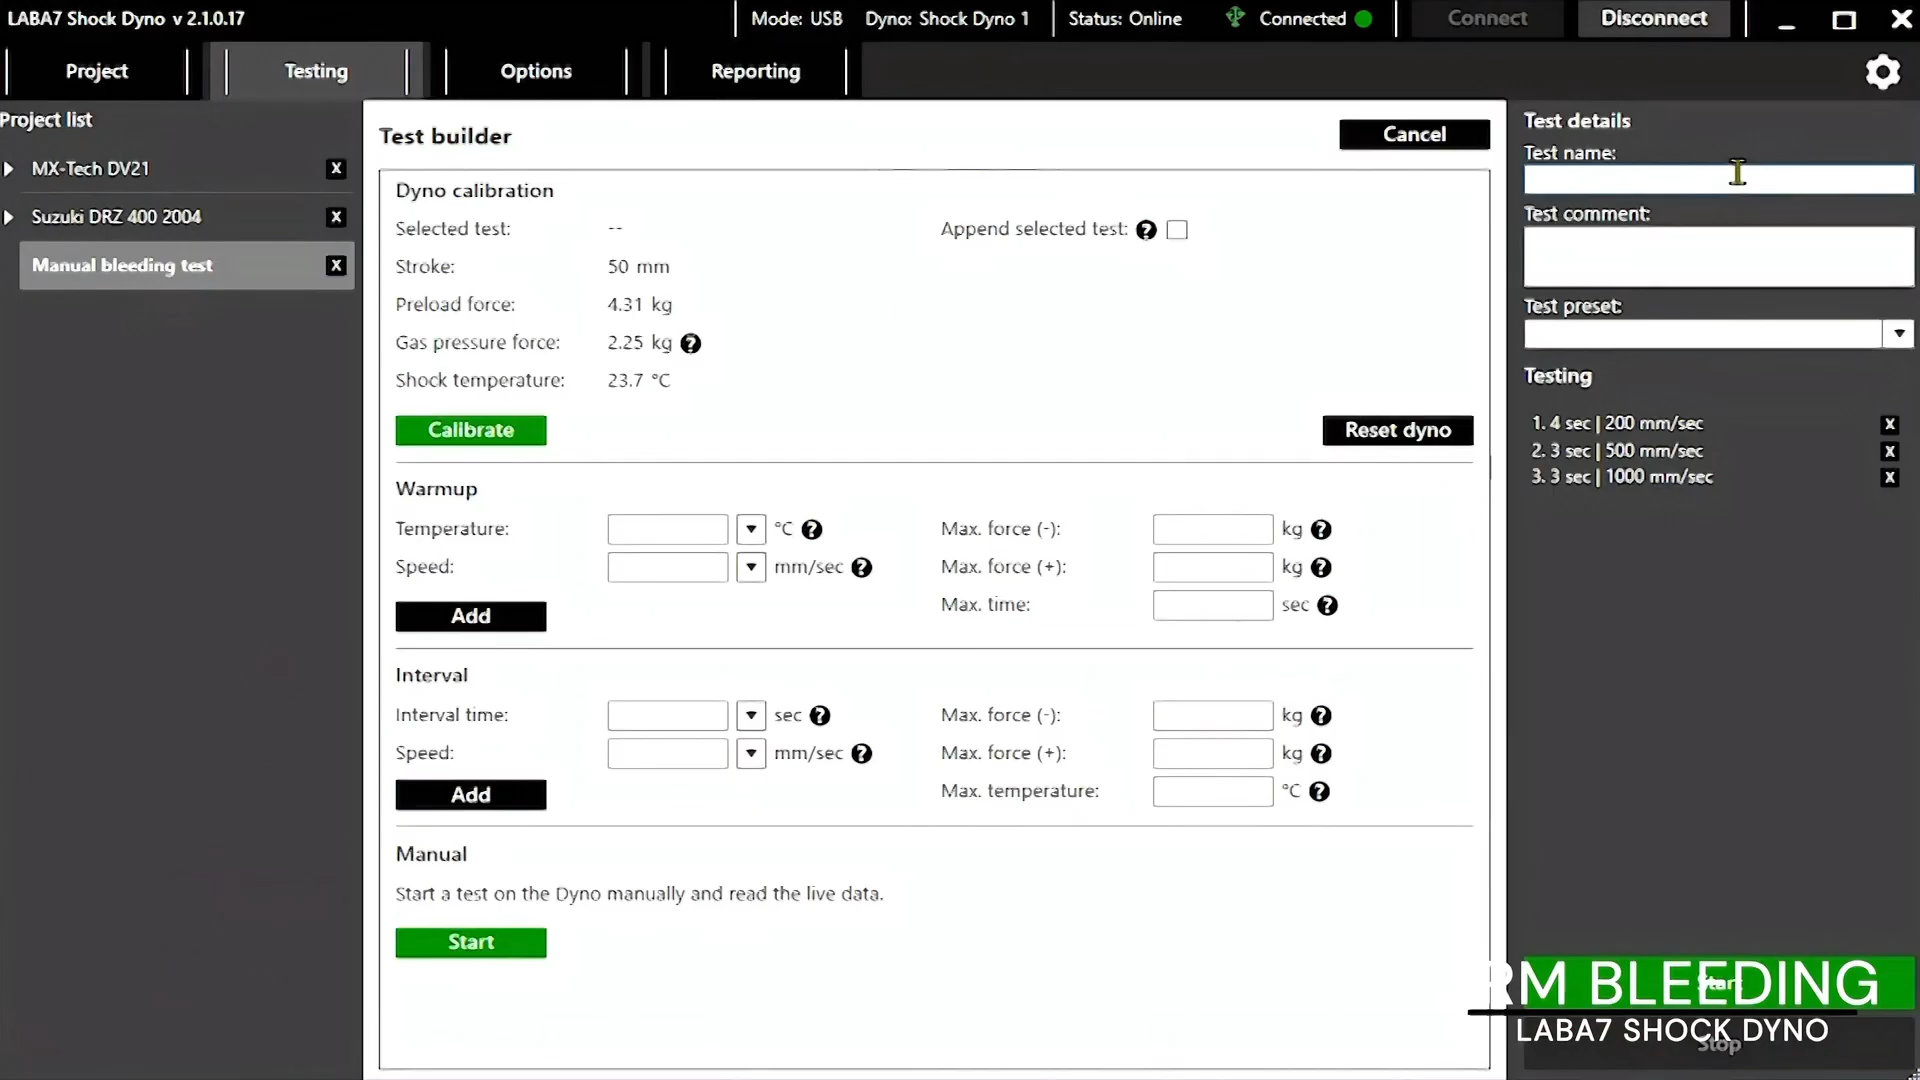 LABA7 Shock Dyno v 2.1.0.17
Mode: USB Dyno: Shock Dyno 1 Status: Online Connected Connect Disconnect
Project Testing Options Reporting
Project list
MX-Tech DV21 X
Suzuki DRZ 400 2004 X
Manual bleeding test X
Test builder Cancel
Dyno calibration
Selected test: -- Append selected test: ?
Stroke: 50 mm
Preload force: 4.31 kg
Gas pressure force: 2.25 kg ?
Shock temperature: 23.7 °C
Calibrate Reset dyno
Warmup
Temperature: °C ? Max. force (-): kg ?
Speed: mm/sec ? Max. force (+): kg ?
Max. time: sec ?
Add
Interval
Interval time: sec ? Max. force (-): kg ?
Speed: mm/sec ? Max. force (+): kg ?
Max. temperature: °C ?
Add
Manual
Start a test on the Dyno manually and read the live data.
Start
Test details
Test name:
Test comment:
Test preset:
Testing
1. 4 sec | 200 mm/sec X
2. 3 sec | 500 mm/sec X
3. 3 sec | 1000 mm/sec X
Start
RM BLEEDING
LABA7 SHOCK DYNO
Stop